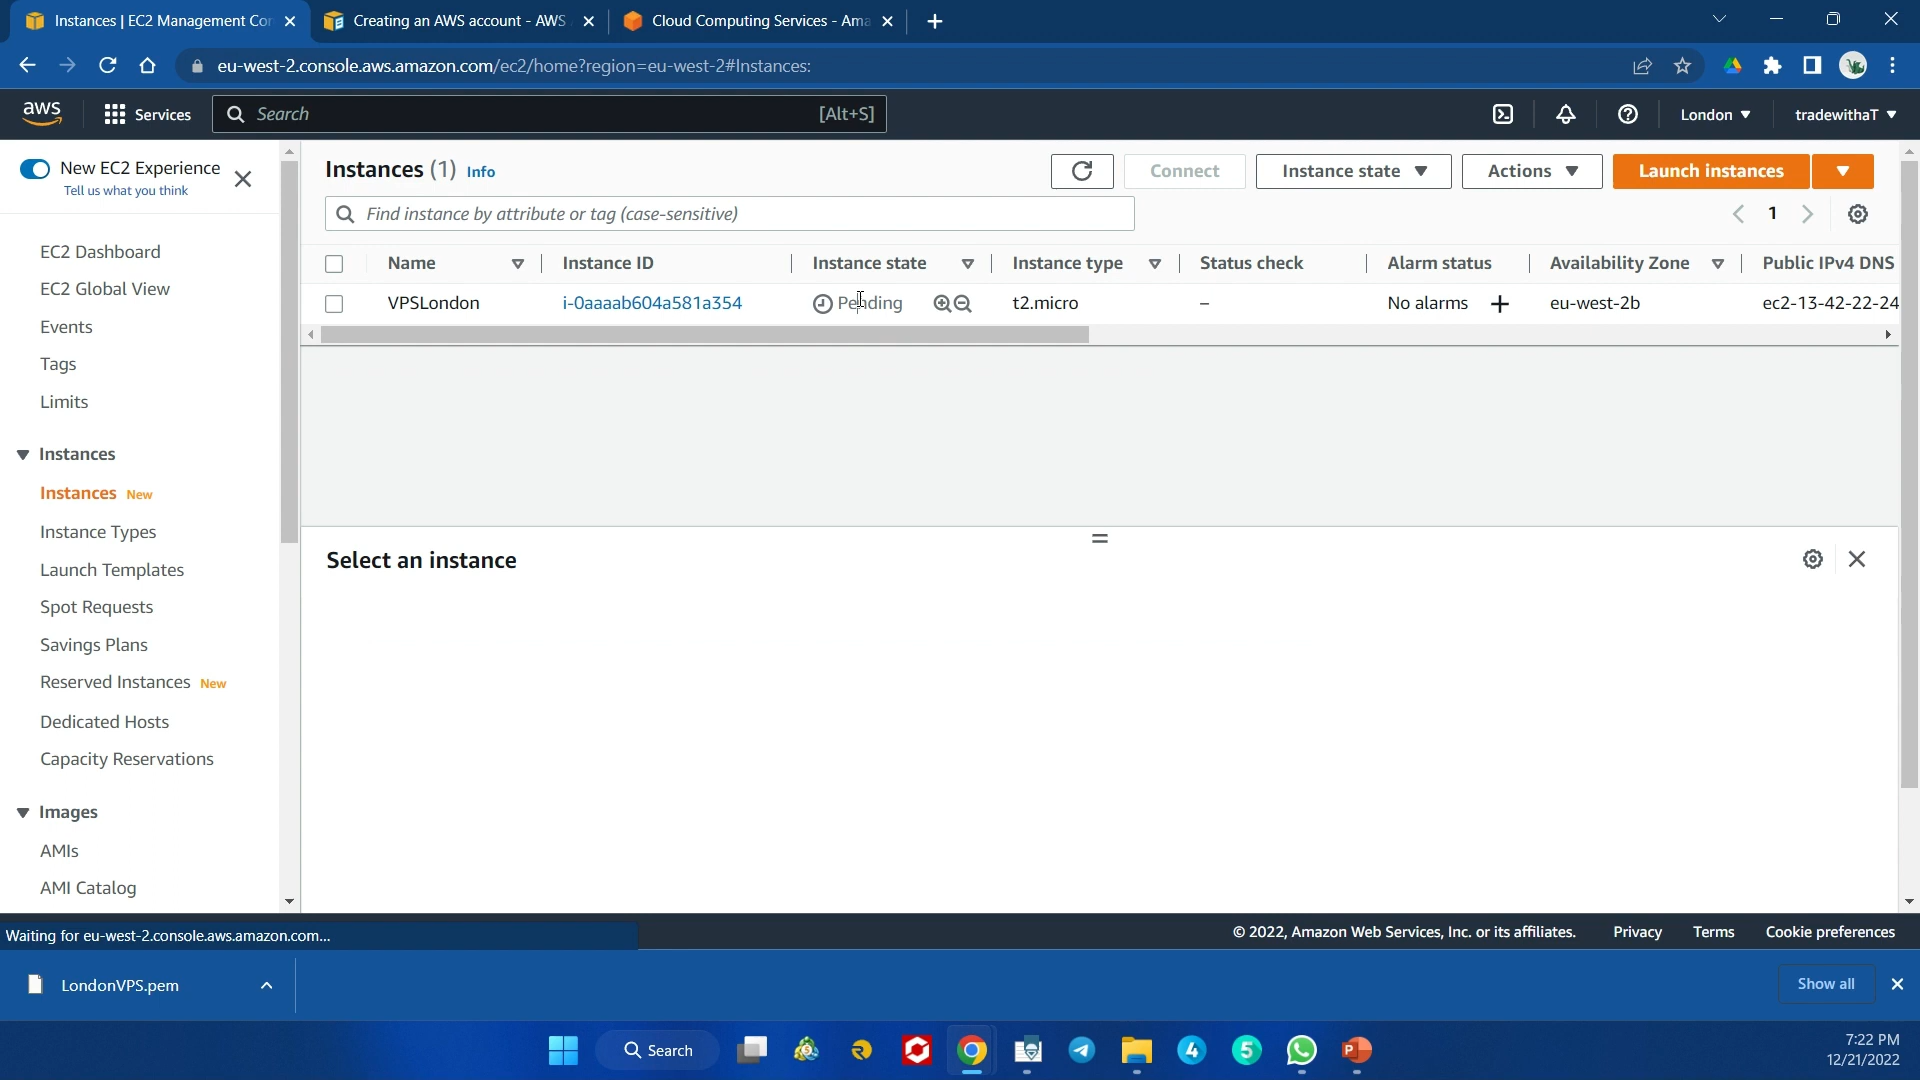 Instances | EC2 Management Con
Creating an AWS account - AWS
Cloud Computing Services - Ama
eu-west-2.console.aws.amazon.com/ec2/home?region=eu-west-2#Instances:
aws
Services
Search
[Alt+S]
London
tradewithaT
New EC2 Experience
Tell us what you think
EC2 Dashboard
EC2 Global View
Events
Tags
Limits
Instances
Instances New
Instance Types
Launch Templates
Spot Requests
Savings Plans
Reserved Instances New
Dedicated Hosts
Capacity Reservations
Images
AMIs
AMI Catalog
Instances (1) Info
Connect
Instance state
Actions
Launch instances
Find instance by attribute or tag (case-sensitive)
1
Name Instance ID Instance state Instance type Status check Alarm status Availability Zone Public IPv4 DNS
VPSLondon i-0aaaab604a581a354 Pending t2.micro – No alarms + eu-west-2b ec2-13-42-22-24
Select an instance
Waiting for eu-west-2.console.aws.amazon.com...
© 2022, Amazon Web Services, Inc. or its affiliates. Privacy Terms Cookie preferences
LondonVPS.pem
Show all
Search
4
5
7:22 PM
12/21/2022